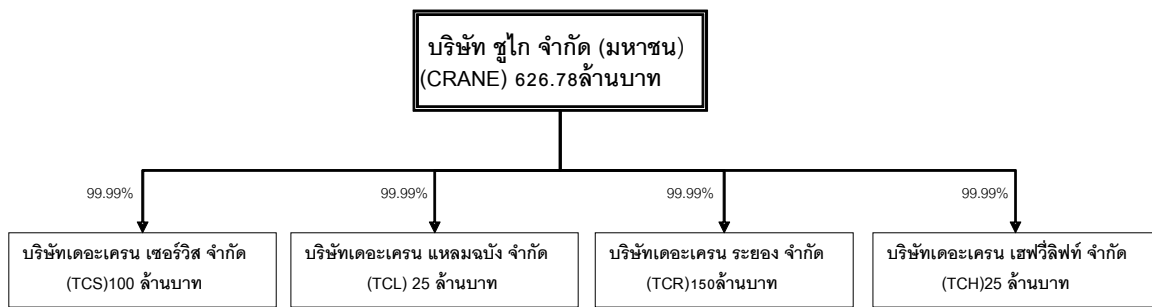 บริษัท ชูไก จำกัด (มหาชน)
(CRANE) 626.78ล้านบาท
99.99%
99.99%
99.99%
99.99%
บริษัทเดอะเครน เซอร์วิส จำกัด
(TCS)100 ล้านบาท
บริษัทเดอะเครน แหลมฉบัง จำกัด
(TCL) 25 ล้านบาท
บริษัทเดอะเครน ระยอง จำกัด
(TCR)150ล้านบาท
บริษัทเดอะเครน เฮฟวี่ลิฟท์ จำกัด
(TCH)25 ล้านบาท